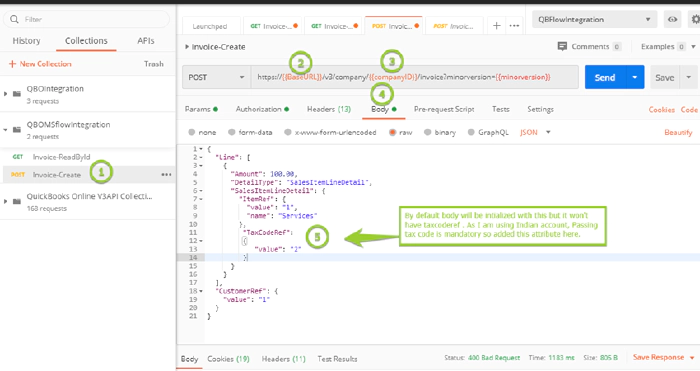 Filter
History Collections APIs
+ New Collection Trash
QBOIntegration
3 requests
QBOMSflowIntegration
2 requests
GET Invoice-ReadById
POST Invoice-Create
QuickBooks Online V3API Collecti...
168 requests
Launchpad
GET Invoice-...
GET Invoice-...
POST Invoic...
POST Invoic...
QBFlowIntegration
Invoice-Create
Comments 0 Examples 0
POST https://{{BaseURL}}/v3/company/{{companyID}}/invoice?minorversion={{minorversion}} Send Save
Params Authorization Headers (13) Body Pre-request Script Tests Settings Cookies Code
none form-data x-www-form-urlencoded raw binary GraphQL JSON Beautify
1 {
2 "Line": [
3 {
4 "Amount": 100.00,
5 "DetailType": "SalesItemLineDetail",
6 "SalesItemLineDetail": {
7 "ItemRef": {
8 "value": "1",
9 "name": "Services"
10 },
11 "TaxCodeRef":
12 {
13 "value": "2"
14 }
15 }
16 }
17 ],
18 "CustomerRef": {
19 "value": "1"
20 }
21 }
1
2
3
4
5
By default body will be initialized with this but it won't
have taxcoderef . As I am using Indian account, Passing
tax code is mandatory so added this attribute here.
Body Cookies (19) Headers (11) Test Results Status: 400 Bad Request Time: 1183 ms Size: 805 B Save Response